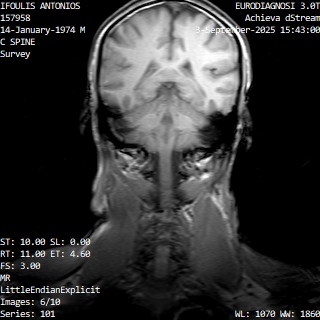 IFOULIS ANTONIOS
157958
14-January-1974 M
C SPINE
Survey
EURODIAGNOSI 3.0T
Achieva dStream
3-September-2025 15:43:00
ST: 10.00 SL: 0.00
RT: 11.00 ET: 4.60
FS: 3.00
MR
LittleEndianExplicit
Images: 6/10
Series: 101
WL: 1070 WW: 1860